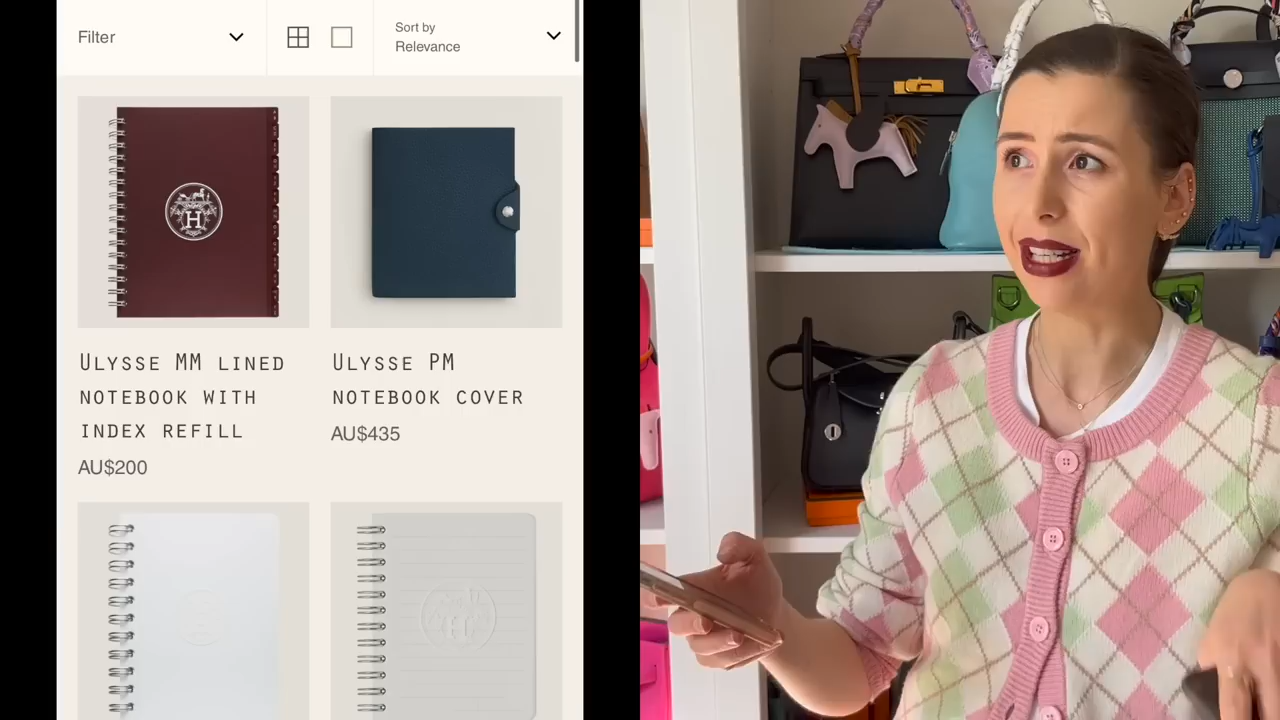 Filter
Sort by
Relevance
H
ULYSSE MM LINED
NOTEBOOK WITH
INDEX REFILL
AU$200
ULYSSE PM
NOTEBOOK COVER
AU$435
H